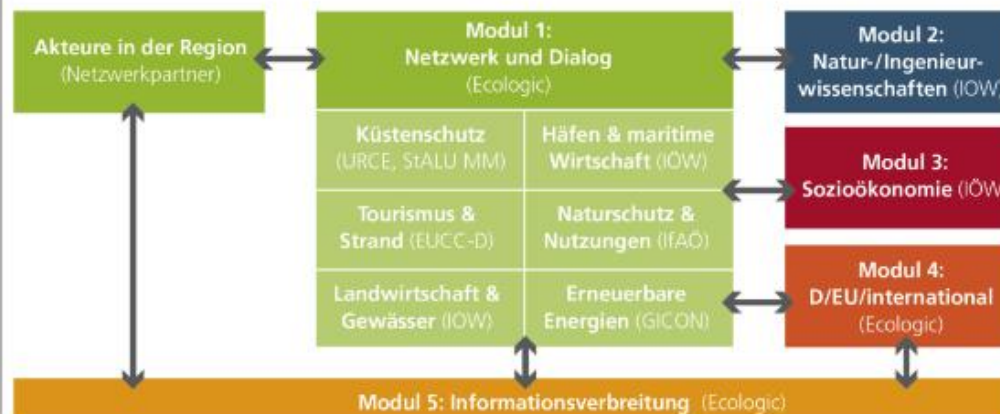 Akteure in der Region
(Netzwerkpartner)
Modul 1:
Netzwerk und Dialog
(Ecologic)
Modul 2:
Natur-/Ingenieur-
wissenschaften (IOW)
Küstenschutz
(URCE, StALU MM)
Häfen & maritime
Wirtschaft (IÖW)
Modul 3:
Sozioökonomie (IÖW
Tourismus &
Strand (EUCC-D)
Naturschutz &
Nutzungen (IfAÖ)
Landwirtschaft &
Gewässer (IOW)
Erneuerbare
Energien (GICON)
Modul 4:
D/EU/international
(Ecologic)
Modul 5: Informationsverbreitung (Ecologic)